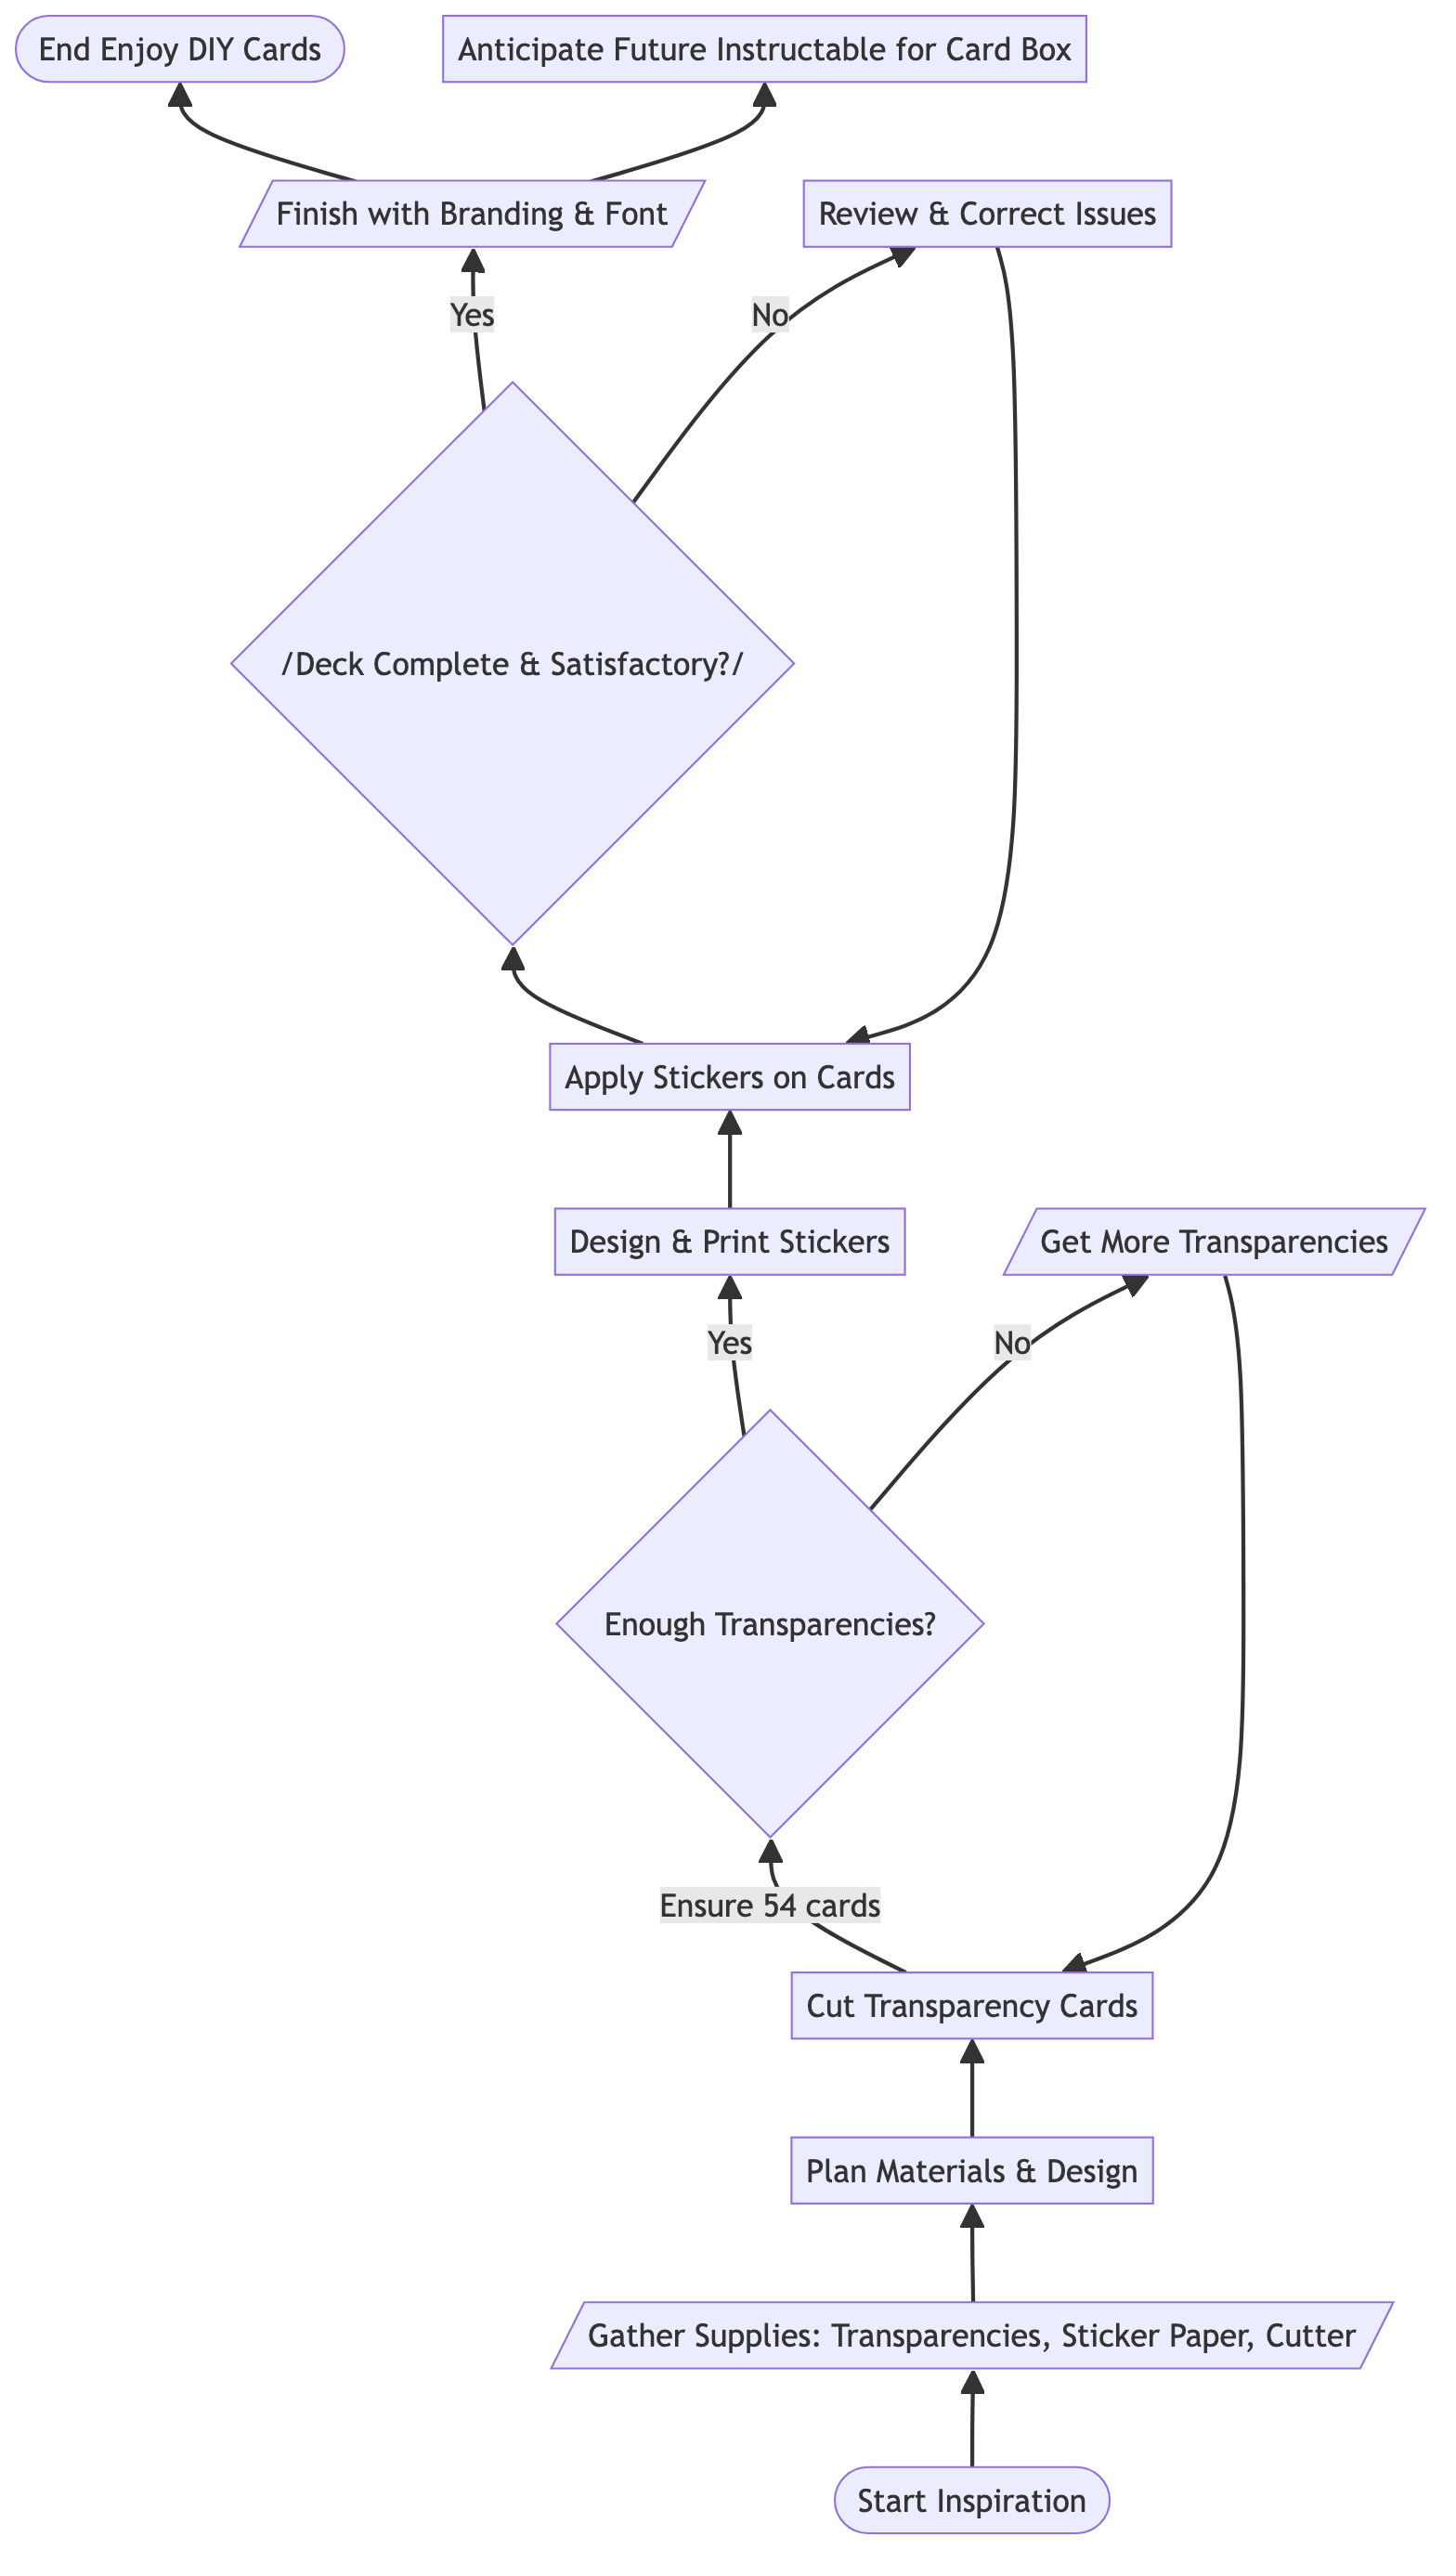 End Enjoy DIY Cards
Anticipate Future Instructable for Card Box
Finish with Branding & Font
Review & Correct Issues
Yes
No
/Deck Complete & Satisfactory?/
Apply Stickers on Cards
Design & Print Stickers
Get More Transparencies
Yes
No
Enough Transparencies?
Ensure 54 cards
Cut Transparency Cards
Plan Materials & Design
Gather Supplies: Transparencies, Sticker Paper, Cutter
Start Inspiration